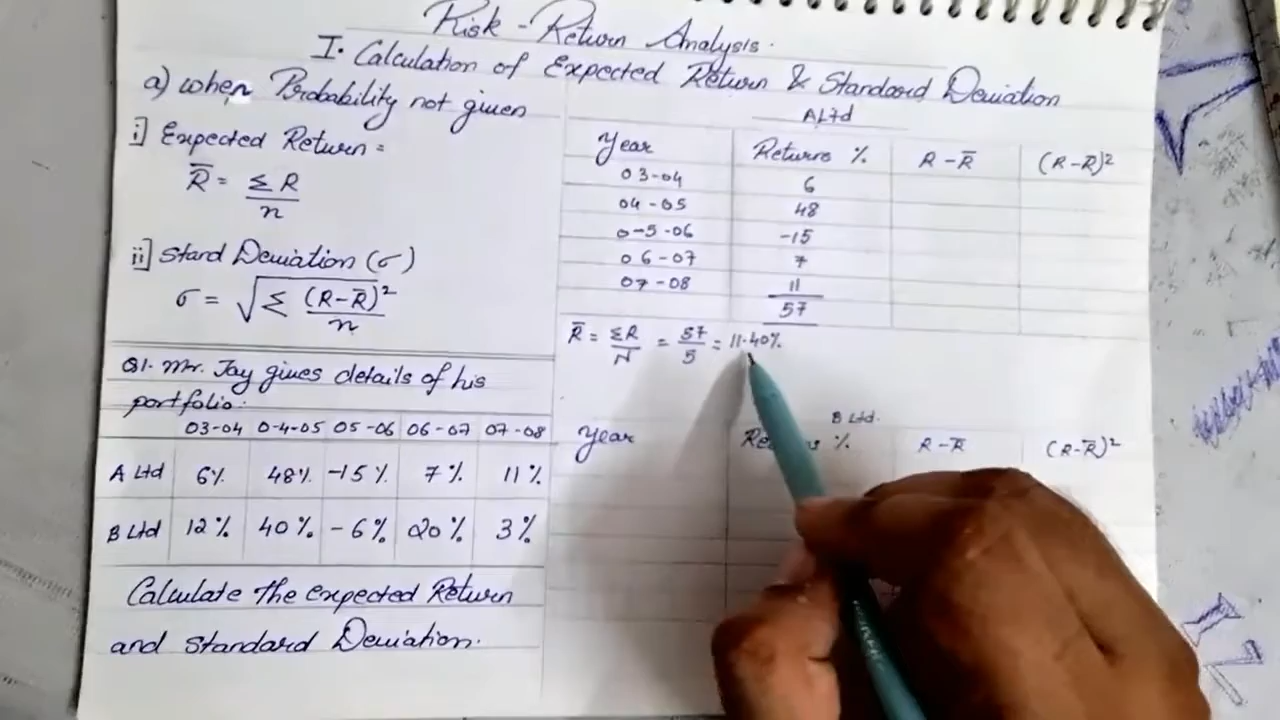 Risk - Return Analysis.
I. Calculation of Expected Return & Standard Deviation
a) when Probability not given
i] Expected Return =
R̅ = ΣR
n
ii] Stand Deviation (σ)
σ = √Σ (R-R̅)²
n
Q1. Mr. Jay gives details of his
portfolio.
03-04 0-4-05 05-06 06-07 07-08
A Ltd 6% 48% -15% 7% 11%
B Ltd 12% 40% -6% 20% 3%
Calculate the expected Return
and standard Deviation.
A Ltd
Year Returns % R-R̅ (R-R̅)²
03-04 6
04-05 48
0-5-06 -15
06-07 7
07-08 11
57
R̅ = ΣR = 57 = 11.40%
N 5
B Ltd.
Year % R-R̅ (R-R̅)²